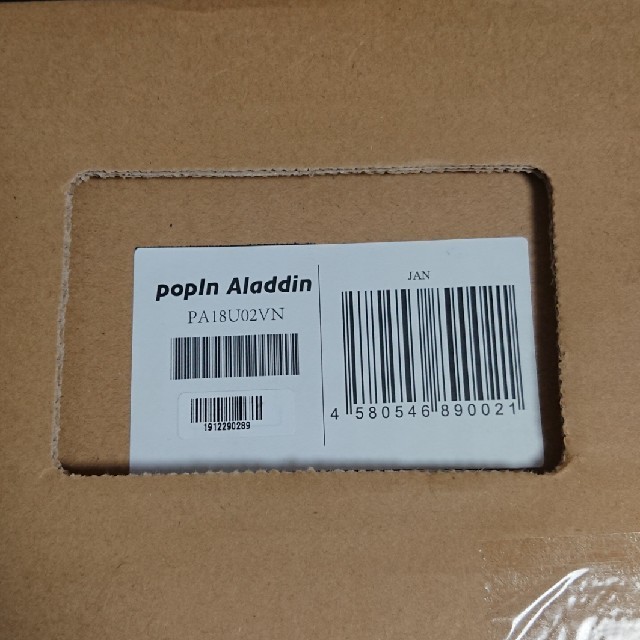 popIn Aladdin
PA18U02VN
1912290289
JAN
4 580546 890021